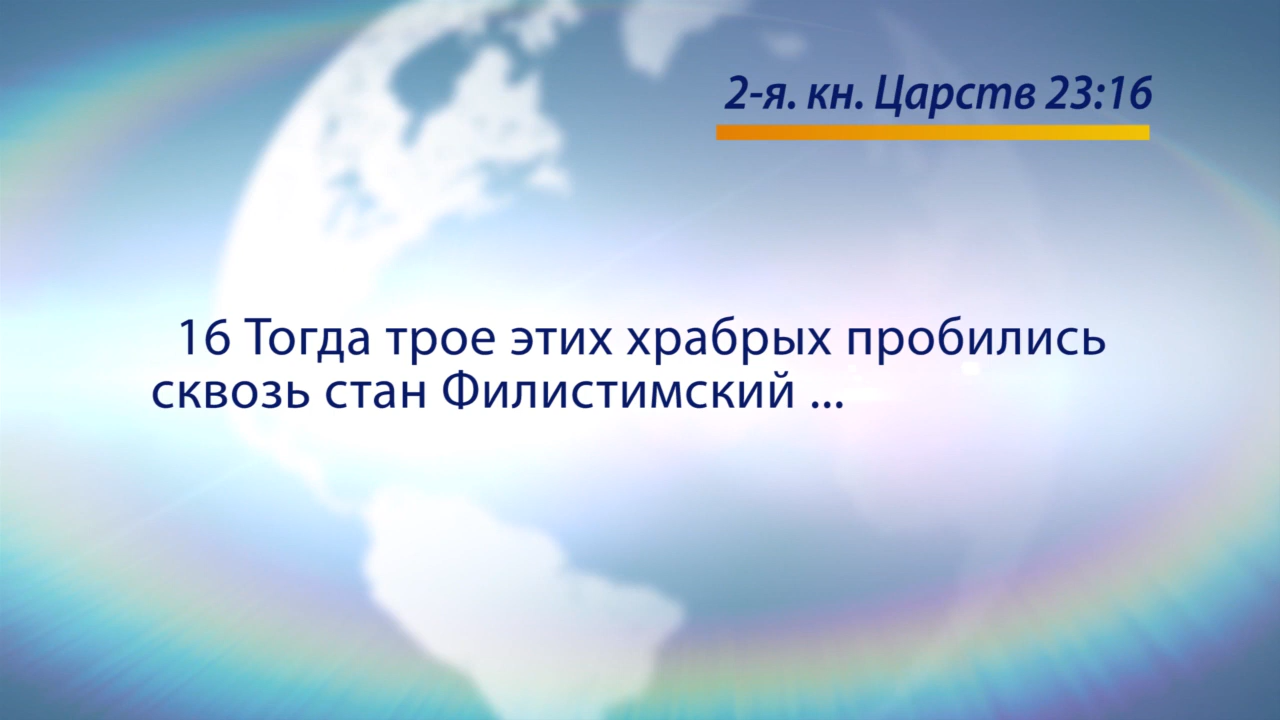 2-я. кн. Царств 23:16
16 Тогда трое этих храбрых пробились
сквозь стан Филистимский ...